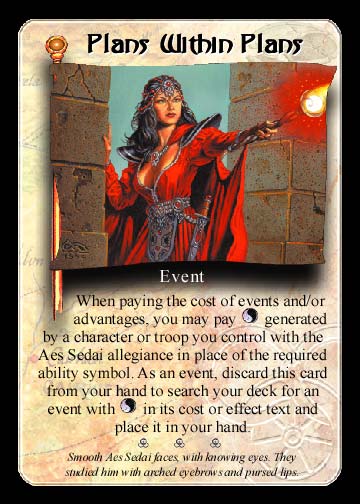 Plans Within Plans
Event
When paying the cost of events and/or
advantages, you may pay generated
by a character or troop you control with the
Aes Sedai allegiance in place of the required
ability symbol. As an event, discard this card
from your hand to search your deck for an
event with in its cost or effect text and
place it in your hand.
Smooth Aes Sedai faces, with knowing eyes. They
studied him with arched eyebrows and pursed lips.